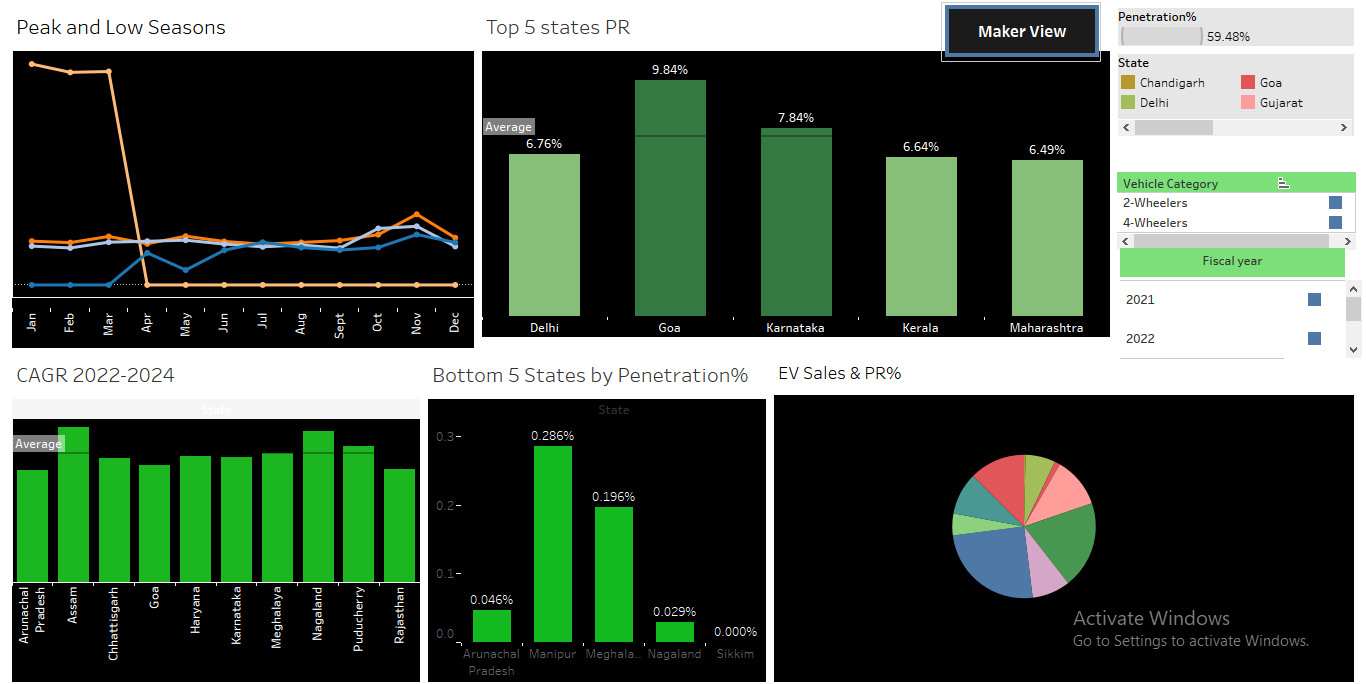 Peak and Low Seasons
Jan
Feb
Mar
Apr
May
Jun
Jul
Aug
Sept
Oct
Nov
Dec
Top 5 states PR
Maker View
Average
6.76%
9.84%
7.84%
6.64%
6.49%
Delhi
Goa
Karnataka
Kerala
Maharashtra
Penetration%
59.48%
State
Chandigarh
Goa
Delhi
Gujarat
Vehicle Category
2-Wheelers
4-Wheelers
Fiscal year
2021
2022
CAGR 2022-2024
State
Average
Arunachal
Pradesh
Assam
Chhattisgarh
Goa
Haryana
Karnataka
Meghalaya
Nagaland
Puducherry
Rajasthan
Bottom 5 States by Penetration%
State
0.3
0.2
0.1
0.0
0.046%
0.286%
0.196%
0.029%
0.000%
Arunachal
Pradesh
Manipur
Meghala..
Nagaland
Sikkim
EV Sales & PR%
Activate Windows
Go to Settings to activate Windows.